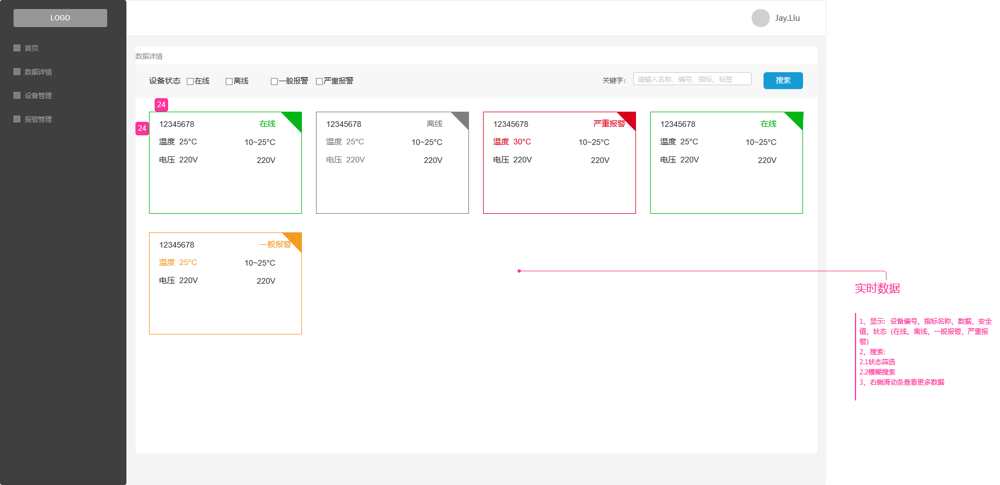 LOGO
Jay.Liu
首页
数据详情
设备管理
报警管理
数据详情
设备状态 在线 离线 一般报警 严重报警 关键字： 请输入名称、编号、指标、标签 搜索
24
24
12345678 在线
温度 25°C 10~25°C
电压 220V 220V
12345678 离线
温度 25°C 10~25°C
电压 220V 220V
12345678 严重报警
温度 30°C 10~25°C
电压 220V 220V
12345678 在线
温度 25°C 10~25°C
电压 220V 220V
12345678 一般报警
温度 25°C 10~25°C
电压 220V 220V
实时数据
1、显示：设备编号、指标名称、数据、安全
值、状态（在线、离线、一般报警、严重报
警）
2、搜索：
2.1状态筛选
2.2模糊搜索
3、右侧滑动条查看更多数据